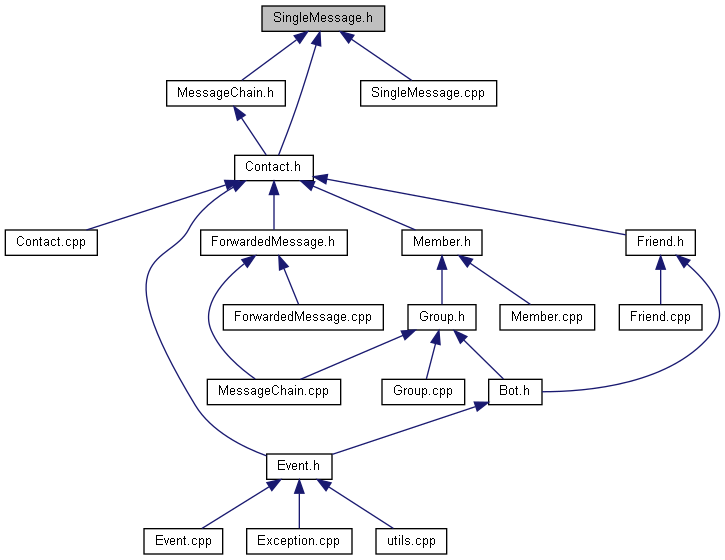 SingleMessage.h
MessageChain.h
SingleMessage.cpp
Contact.h
Contact.cpp
ForwardedMessage.h
Member.h
Friend.h
ForwardedMessage.cpp
Group.h
Member.cpp
Friend.cpp
MessageChain.cpp
Group.cpp
Bot.h
Event.h
Event.cpp
Exception.cpp
utils.cpp